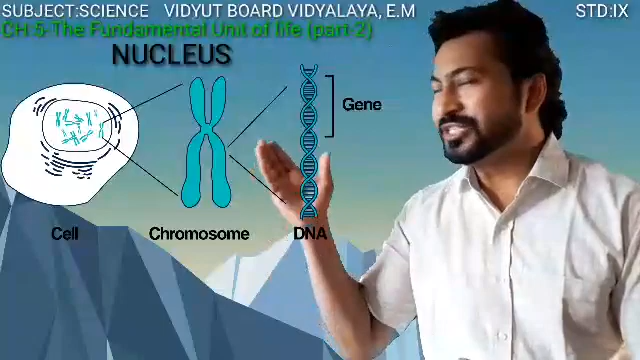 SUBJECT:SCIENCE VIDYUT BOARD VIDYALAYA, E.M STD:IX
CH 5-The Fundamental Unit of life (part-2)
NUCLEUS
Gene
Cell Chromosome DNA